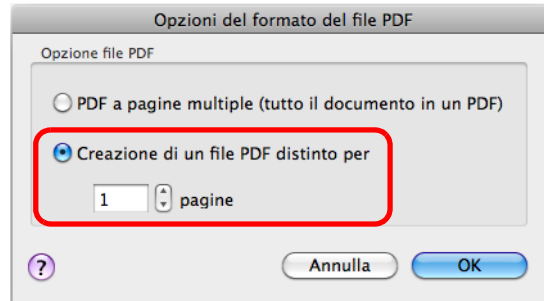 Opzioni del formato del file PDF
Opzione file PDF
PDF a pagine multiple (tutto il documento in un PDF)
Creazione di un file PDF distinto per
1 pagine
? Annulla OK